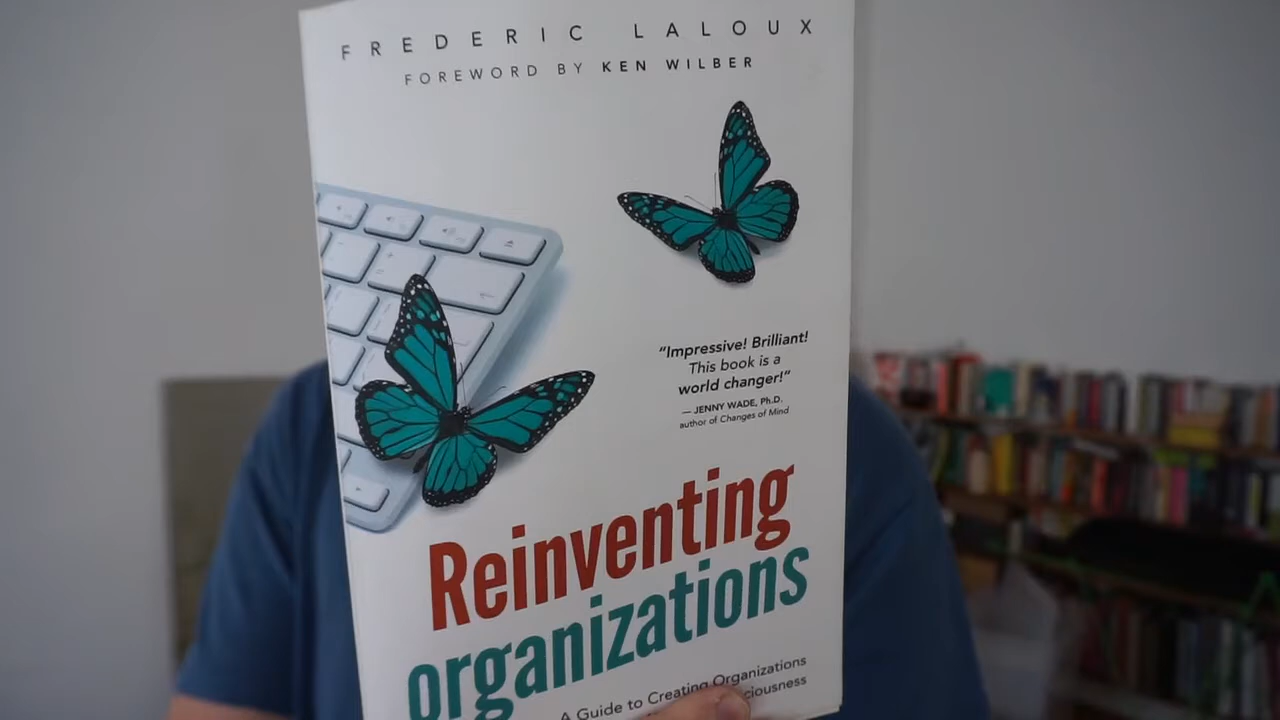 FREDERIC LALOUX
FOREWORD BY KEN WILBER
“Impressive! Brilliant!
This book is a
world changer!”
— JENNY WADE, Ph.D.
author of Changes of Mind
Reinventing
organizations
A Guide to Creating Organizations